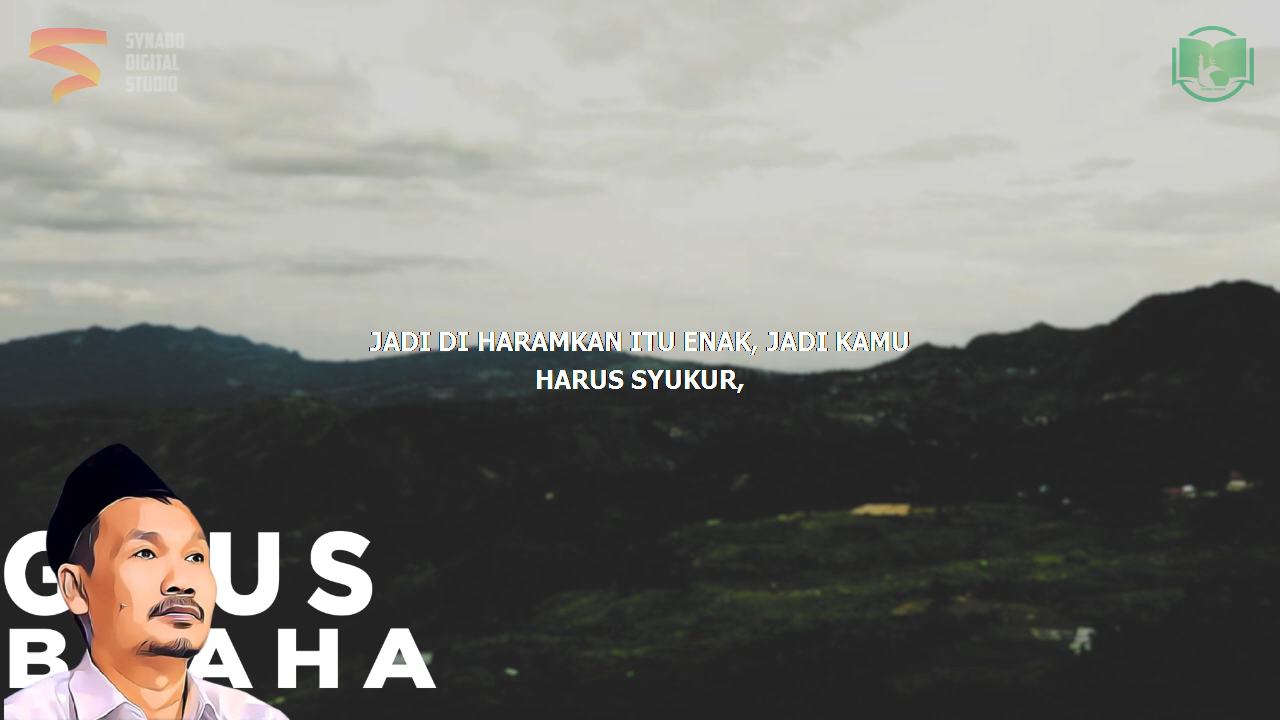 SYNADO
DIGITAL
STUDIO
JADI DI HARAMKAN ITU ENAK, JADI KAMU
HARUS SYUKUR,
GUS
BAHA